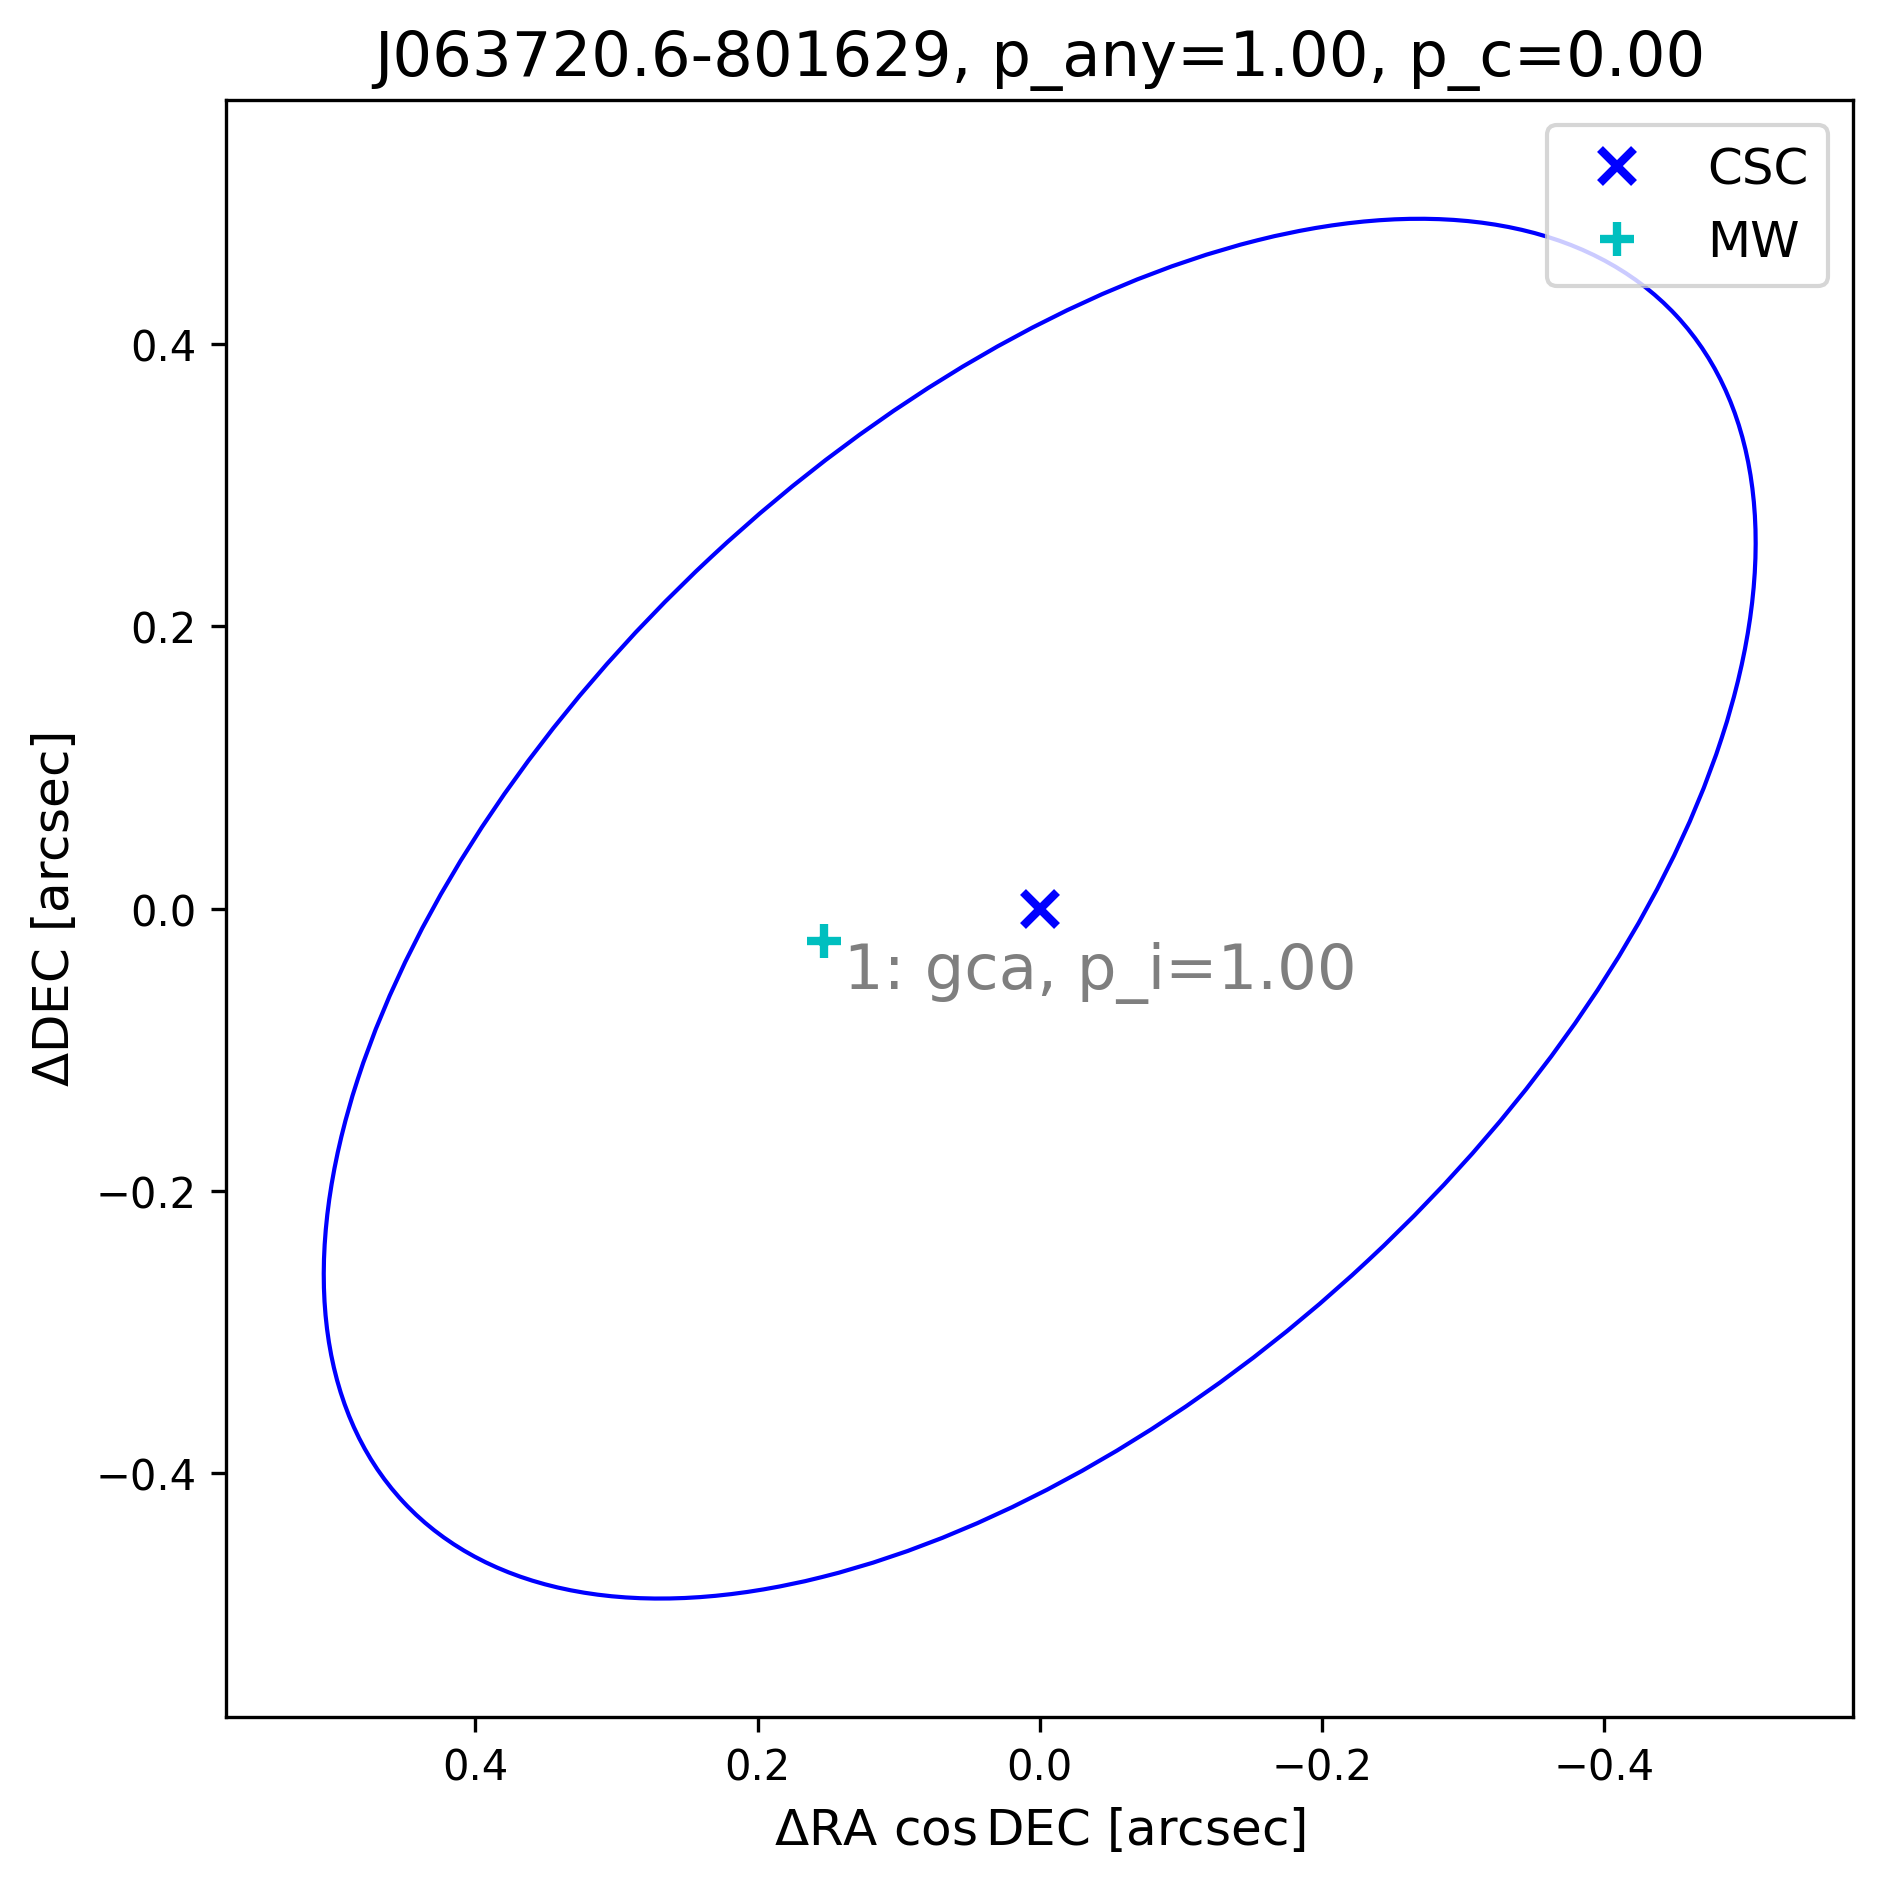 J063720.6-801629, p_any=1.00, p_c=0.00
CSC
MW
0.4
0.2
0.0
−0.2
−0.4
ΔDEC [arcsec]
1: gca, p_i=1.00
0.4
0.2
0.0
−0.2
−0.4
ΔRA cos DEC [arcsec]